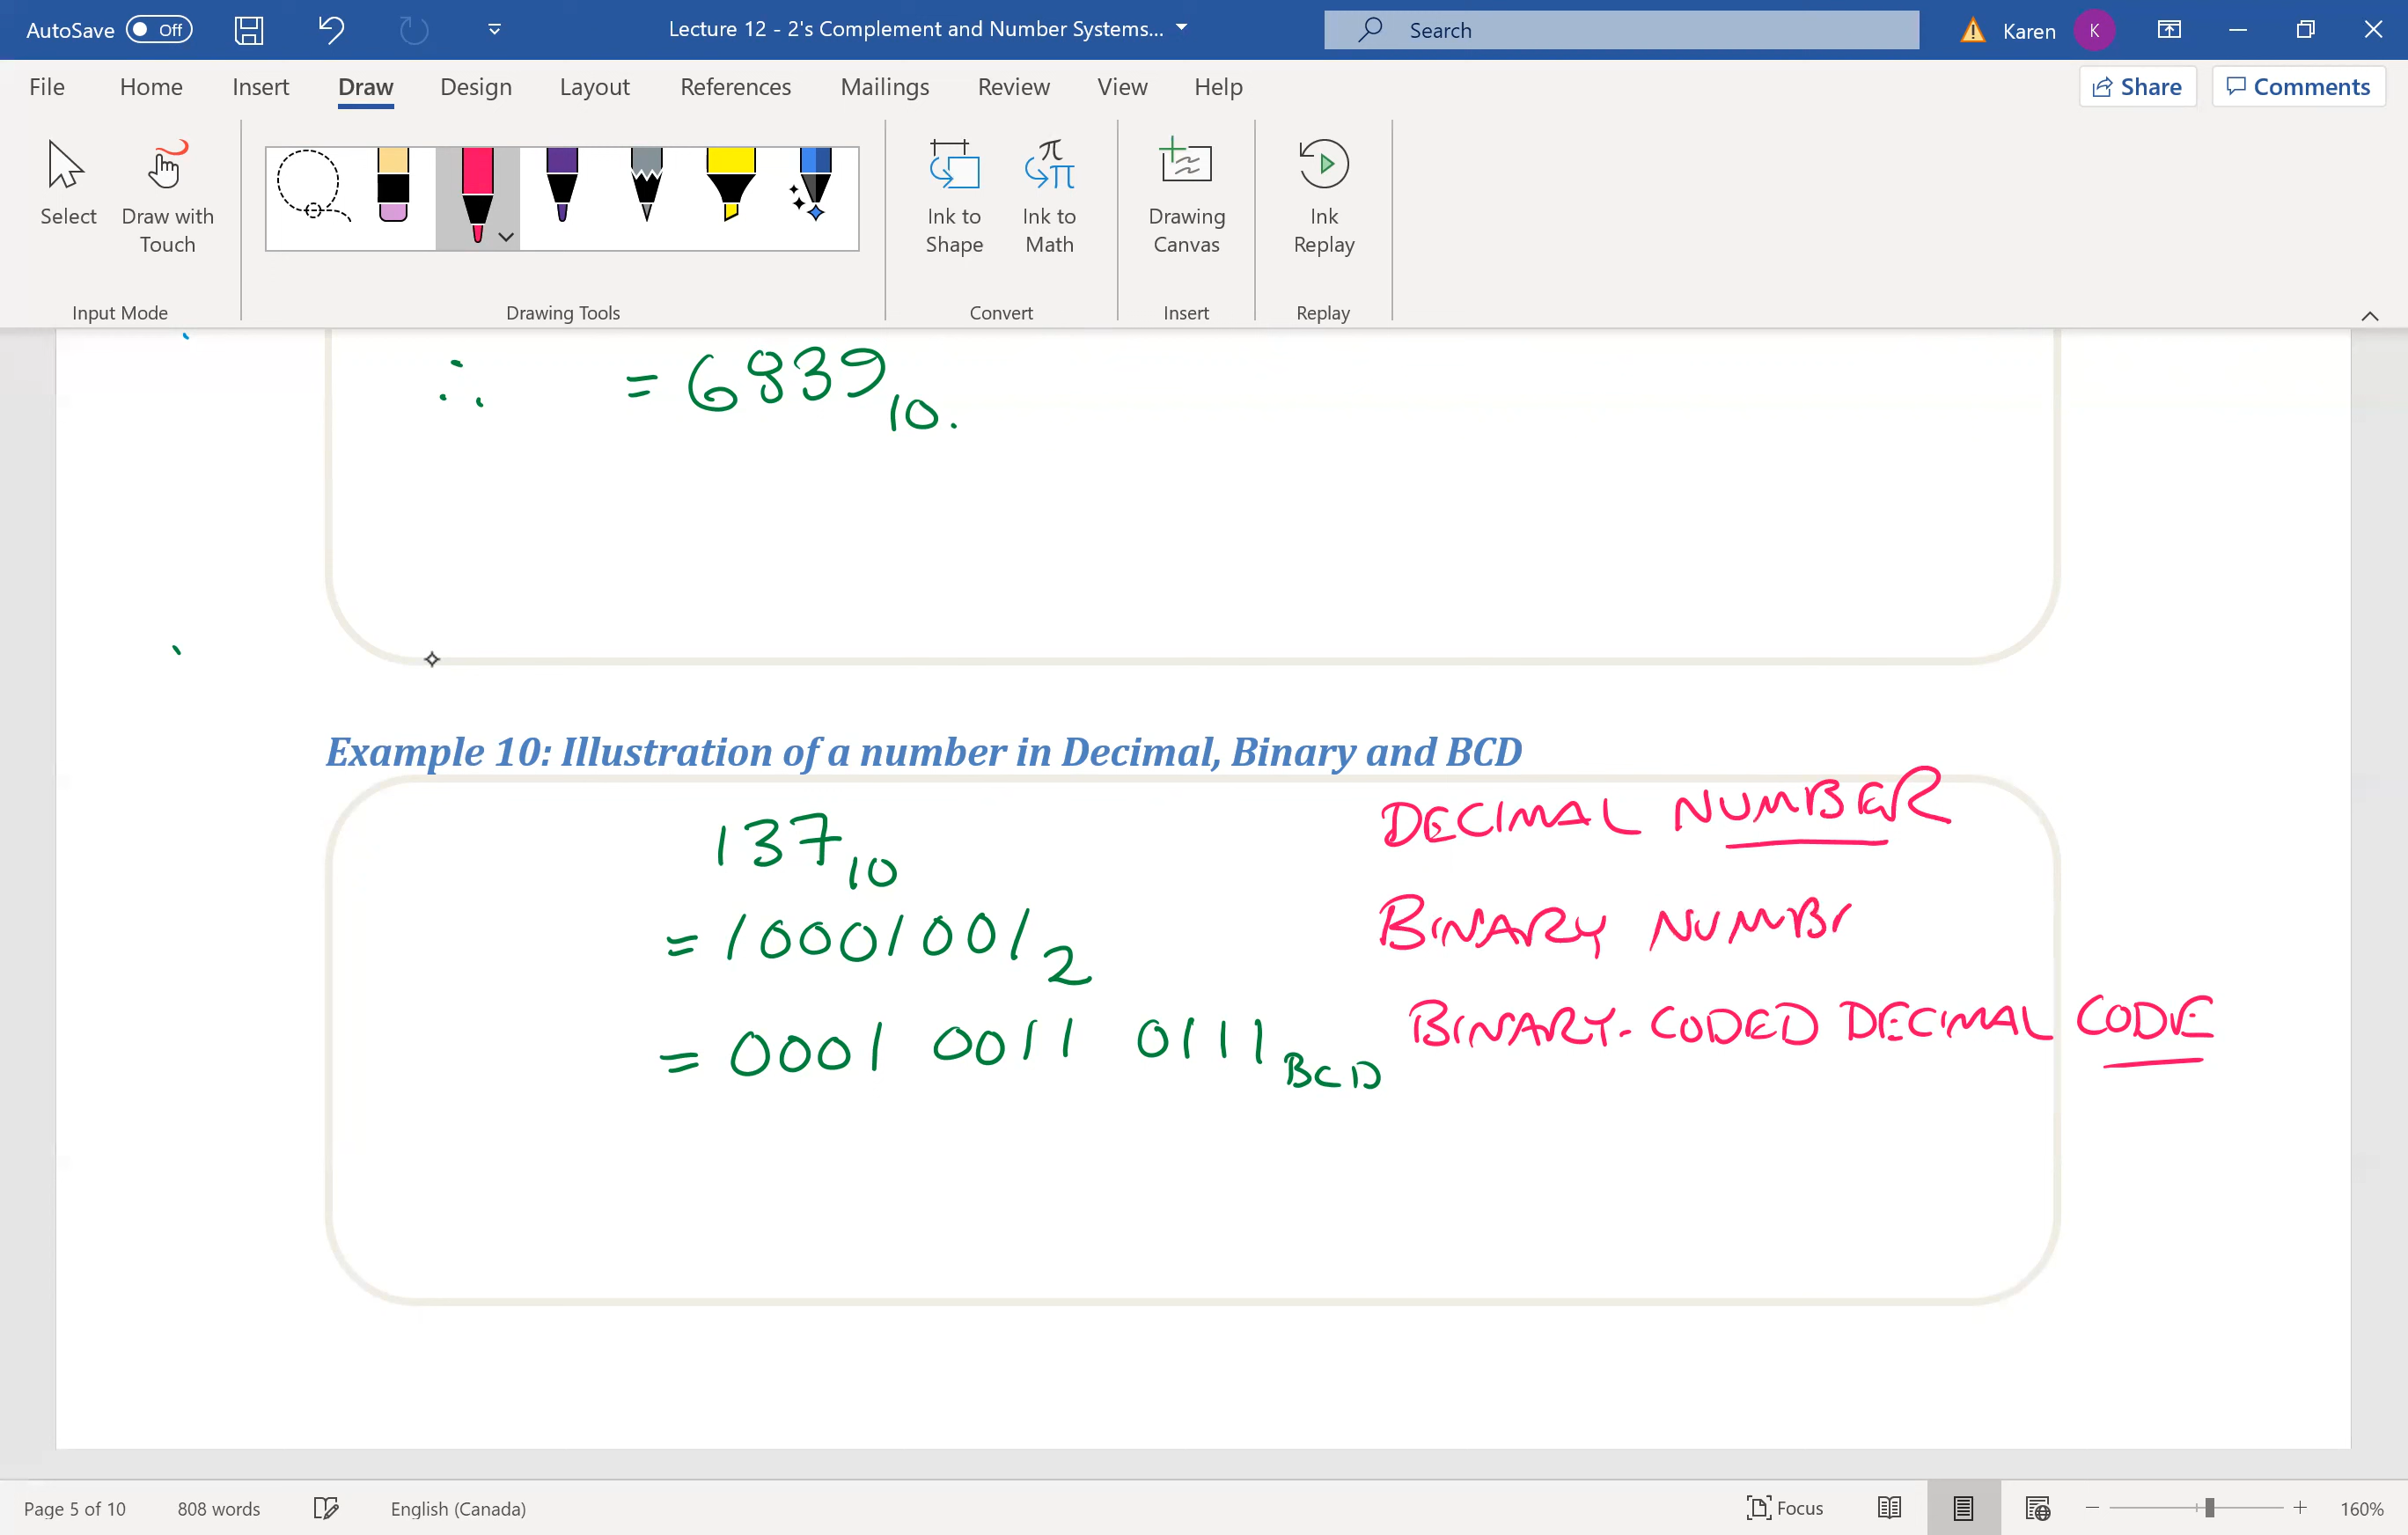 AutoSave Off Lecture 12 - 2's Complement and Number Systems... Search Karen K
File Home Insert Draw Design Layout References Mailings Review View Help Share Comments
Select Draw with Touch Ink to Shape π Ink to Math Drawing Canvas Ink Replay
Input Mode Drawing Tools Convert Insert Replay
∴ = 6839₁₀.
Example 10: Illustration of a number in Decimal, Binary and BCD
137₁₀ DECIMAL NUMBER
= 10001001₂ BINARY NUMBE
= 0001 0011 0111 BCD BINARY-CODED DECIMAL CODE
Page 5 of 10 808 words English (Canada) Focus 160%